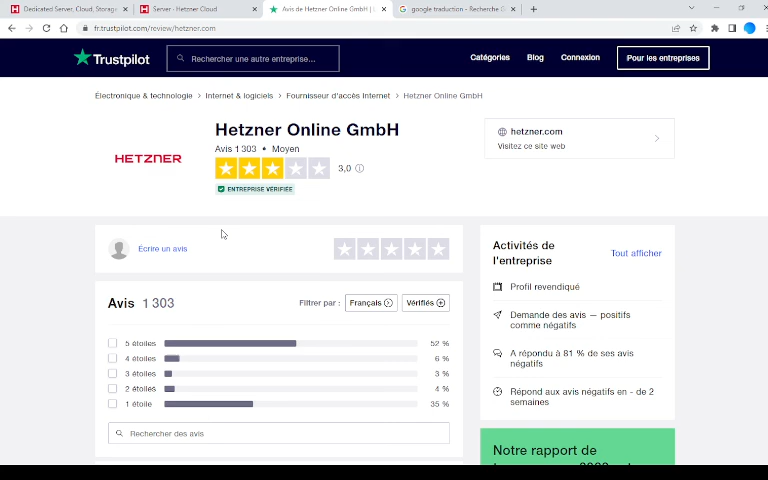 Dedicated Server, Cloud, Storage
Server · Hetzner Cloud
Avis de Hetzner Online GmbH | L
google traduction - Recherche G
fr.trustpilot.com/review/hetzner.com
Trustpilot
Rechercher une autre entreprise...
Catégories
Blog
Connexion
Pour les entreprises
Électronique & technologie > Internet & logiciels > Fournisseur d'accès Internet > Hetzner Online GmbH
HETZNER
Hetzner Online GmbH
Avis 1 303 • Moyen
3,0
ENTREPRISE VÉRIFIÉE
hetzner.com
Visitez ce site web
Écrire un avis
Avis 1 303
Filtrer par :
Français
Vérifiés
5 étoiles 52 %
4 étoiles 6 %
3 étoiles 3 %
2 étoiles 4 %
1 étoile 35 %
Rechercher des avis
Activités de
l'entreprise
Tout afficher
Profil revendiqué
Demande des avis — positifs
comme négatifs
A répondu à 81 % de ses avis
négatifs
Répond aux avis négatifs en - de 2
semaines
Notre rapport de